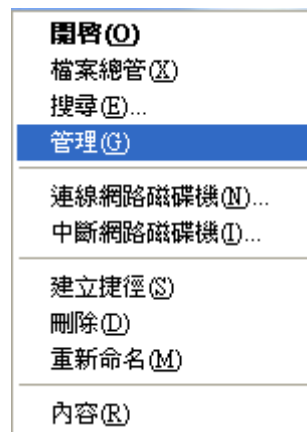 開啓(O)
檔案總管(X)
搜尋(E)...
管理(G)
連線網路磁碟機(N)...
中斷網路磁碟機(I)...
建立捷徑(S)
刪除(D)
重新命名(M)
內容(R)